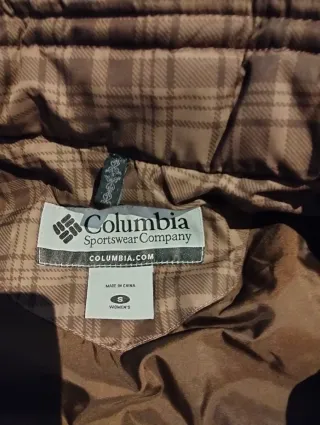 Columbia
Sportswear Company
COLUMBIA.COM
MADE IN CHINA
S
WOMEN'S